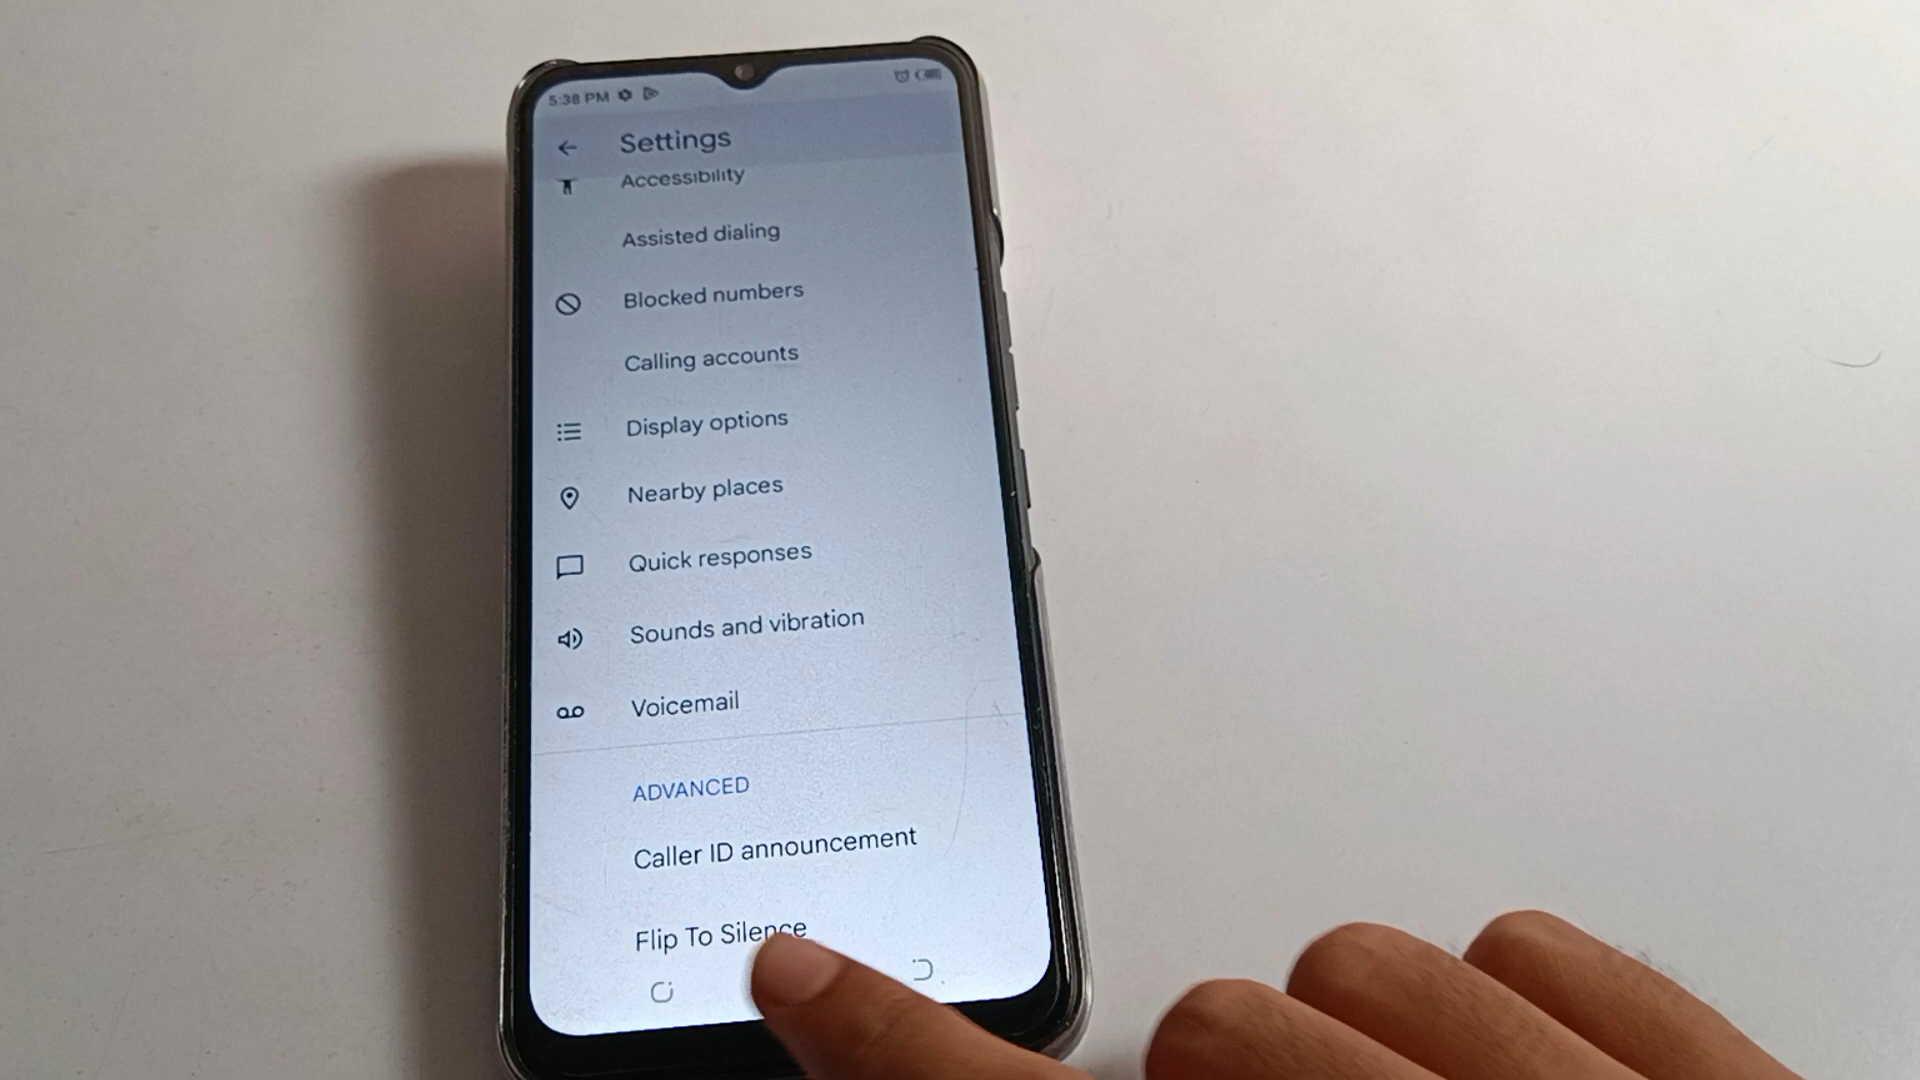 5:38 PM
Settings
Accessibility
Assisted dialing
Blocked numbers
Calling accounts
Display options
Nearby places
Quick responses
Sounds and vibration
Voicemail
ADVANCED
Caller ID announcement
Flip To Silence